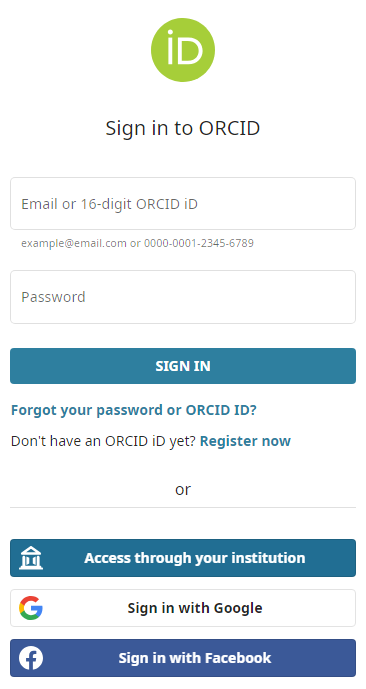 iD
Sign in to ORCID
Email or 16-digit ORCID iD
example@email.com or 0000-0001-2345-6789
Password
SIGN IN
Forgot your password or ORCID ID?
Don't have an ORCID iD yet? Register now
or
Access through your institution
Sign in with Google
Sign in with Facebook